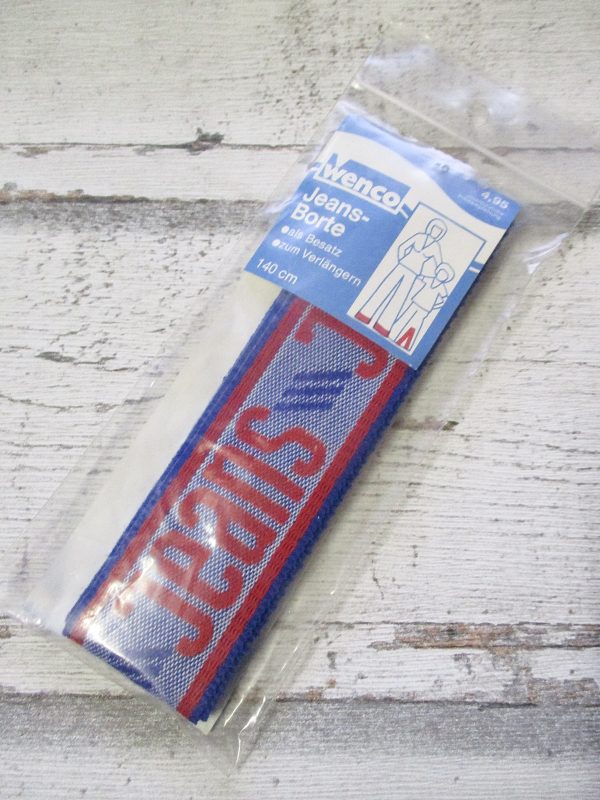 4,95
wenco
Jeans-
Borte
●als Besatz
●zum Verlängern
140 cm
Jeans J